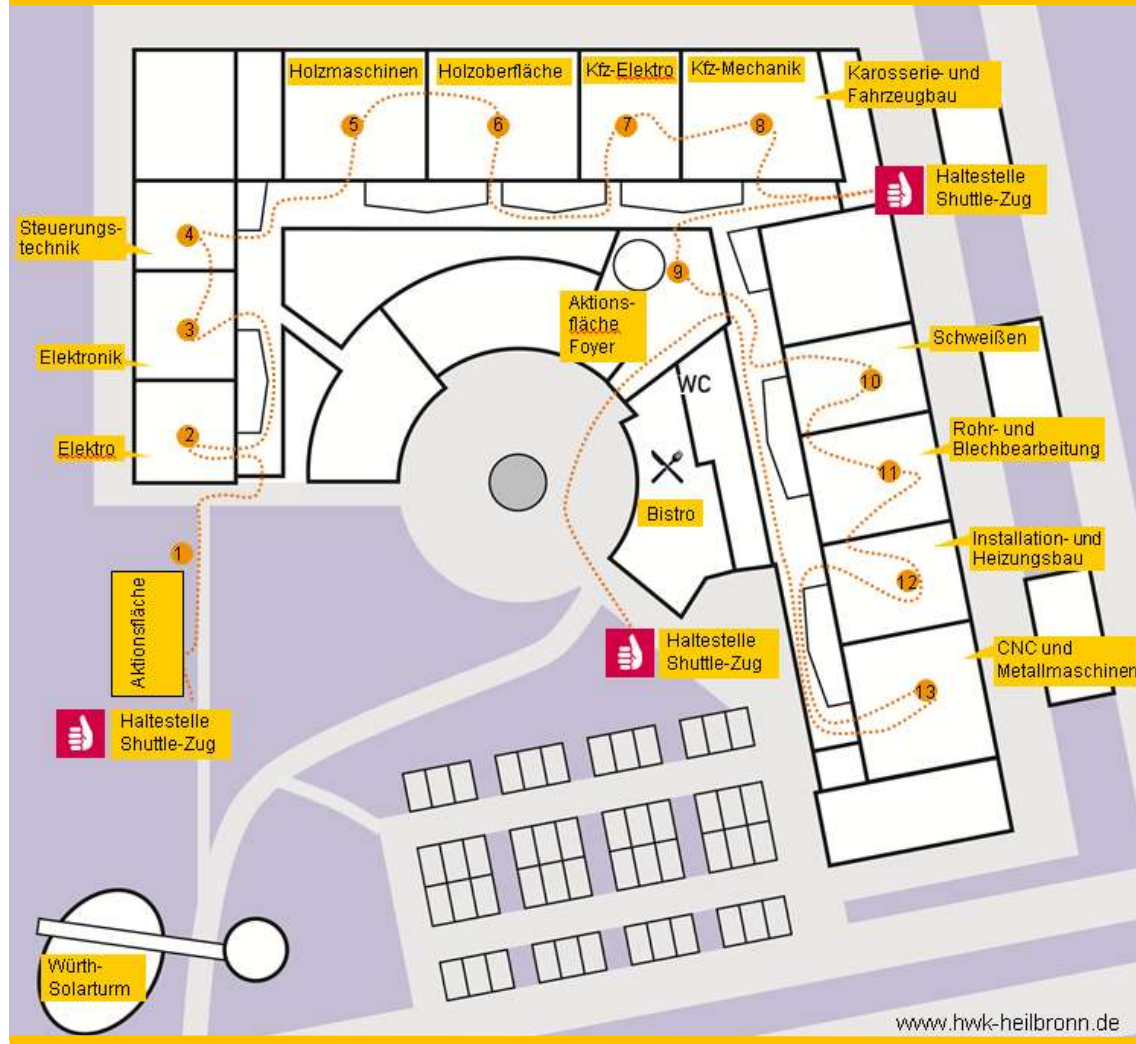 Holzmaschinen
Holzoberfläche
Kfz-Elektro
Kfz-Mechanik
Karosserie- und
Fahrzeugbau
5
6
7
8
Haltestelle
Shuttle-Zug
Steuerungs-
technik
4
9
Aktions-
fläche
Foyer
3
Elektronik
Schweißen
WC
10
2
Elektro
Rohr- und
Blechbearbeitung
11
Bistro
Installation- und
Heizungsbau
1
12
Aktionsfläche
Haltestelle
Shuttle-Zug
CNC und
Metallmaschinen
13
Haltestelle
Shuttle-Zug
Würth-
Solarturm
www.hwk-heilbronn.de